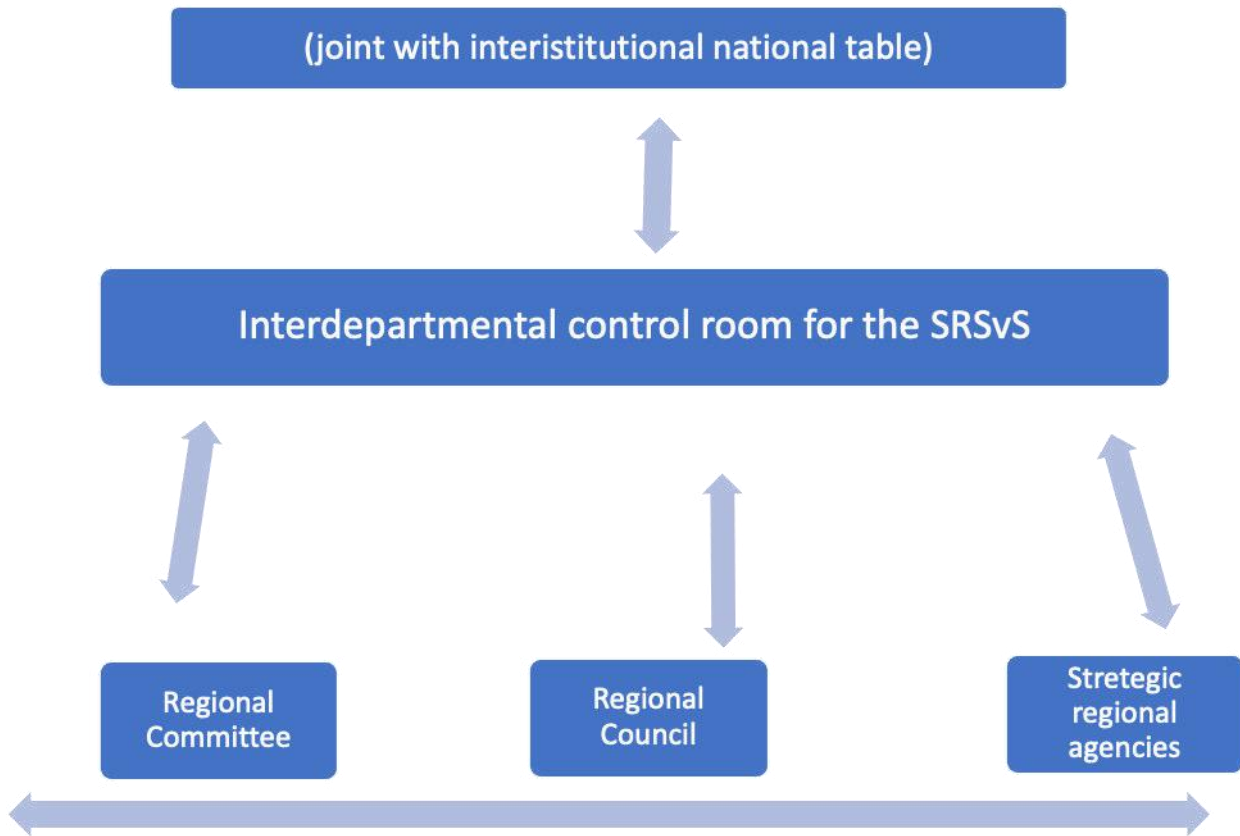 (joint with interistitutional national table)
Interdepartmental control room for the SRSvS
Regional
Committee
Regional
Council
Stretegic
regional
agencies